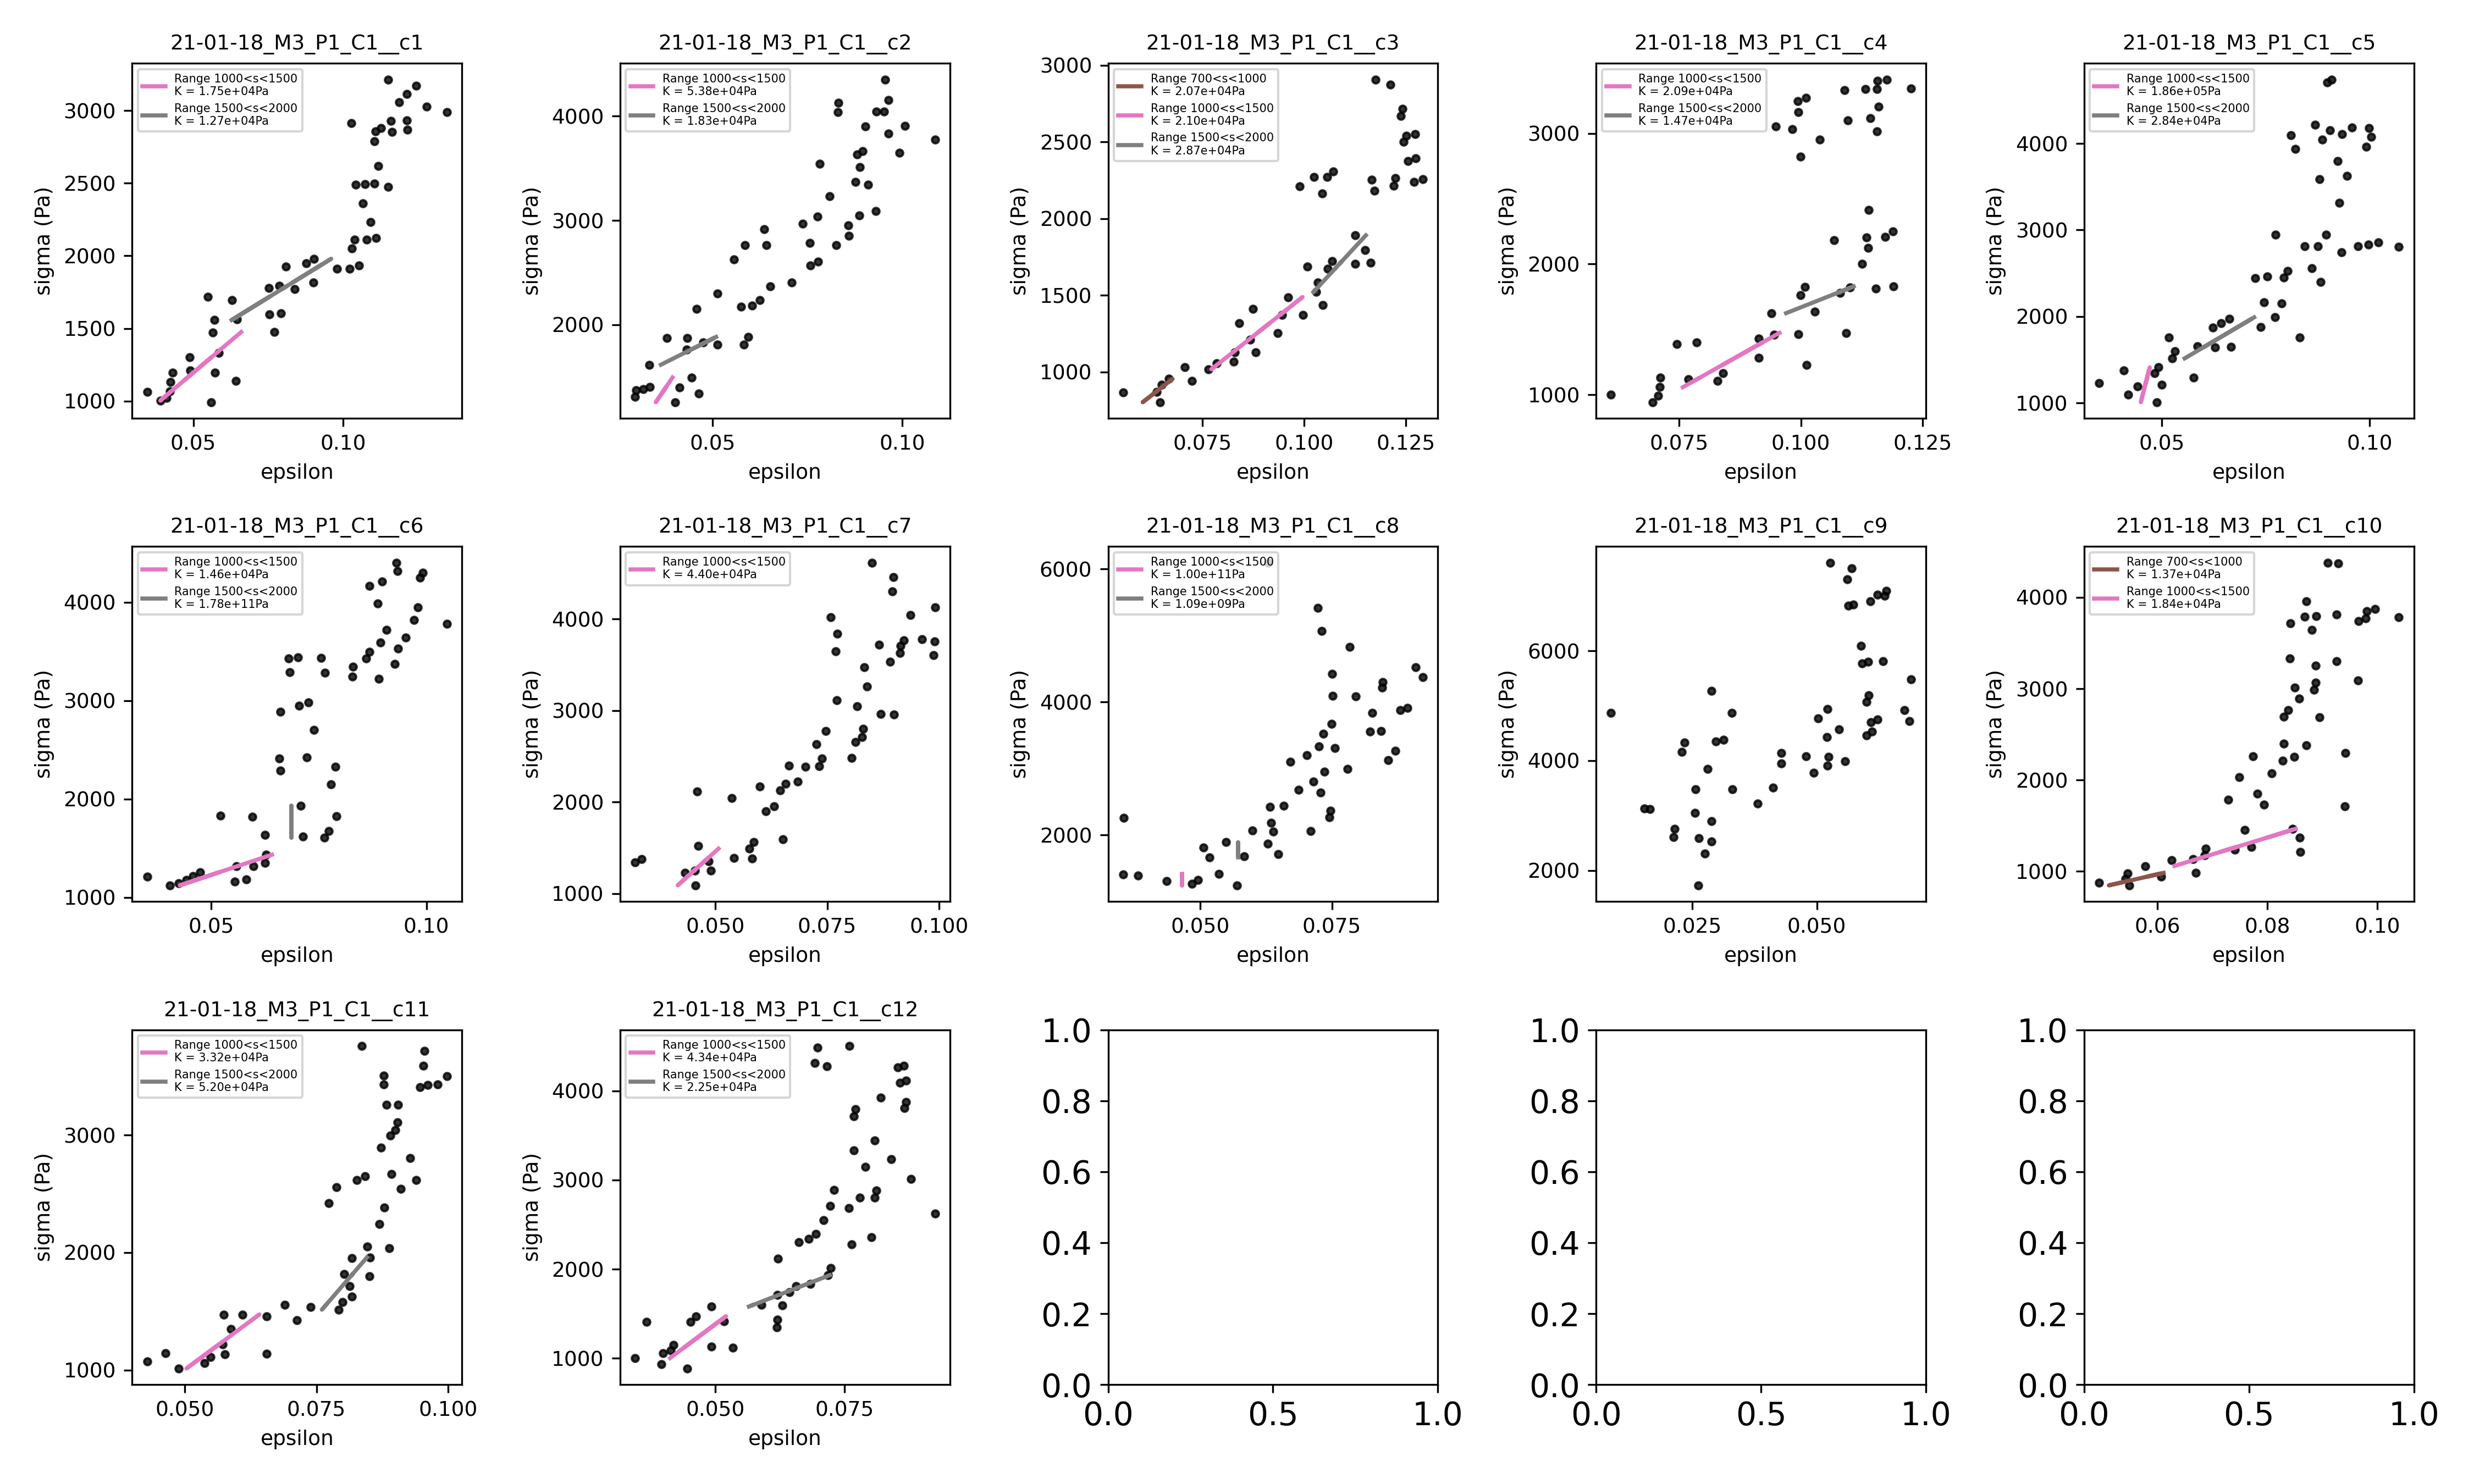 21-01-18_M3_P1_C1__c1
Range 1000<s<1500
K = 1.75e+04Pa
Range 1500<s<2000
K = 1.27e+04Pa
3000
2500
2000
1500
1000
sigma (Pa)
0.05
0.10
epsilon
21-01-18_M3_P1_C1__c2
Range 1000<s<1500
K = 5.38e+04Pa
Range 1500<s<2000
K = 1.83e+04Pa
4000
3000
2000
sigma (Pa)
0.05
0.10
epsilon
21-01-18_M3_P1_C1__c3
Range 700<s<1000
K = 2.07e+04Pa
Range 1000<s<1500
K = 2.10e+04Pa
Range 1500<s<2000
K = 2.87e+04Pa
3000
2500
2000
1500
1000
sigma (Pa)
0.075
0.100
0.125
epsilon
21-01-18_M3_P1_C1__c4
Range 1000<s<1500
K = 2.09e+04Pa
Range 1500<s<2000
K = 1.47e+04Pa
3000
2000
1000
sigma (Pa)
0.075
0.100
0.125
epsilon
21-01-18_M3_P1_C1__c5
Range 1000<s<1500
K = 1.86e+05Pa
Range 1500<s<2000
K = 2.84e+04Pa
4000
3000
2000
1000
sigma (Pa)
0.05
0.10
epsilon
21-01-18_M3_P1_C1__c6
Range 1000<s<1500
K = 1.46e+04Pa
Range 1500<s<2000
K = 1.78e+11Pa
4000
3000
2000
1000
sigma (Pa)
0.05
0.10
epsilon
21-01-18_M3_P1_C1__c7
Range 1000<s<1500
K = 4.40e+04Pa
4000
3000
2000
1000
sigma (Pa)
0.050
0.075
0.100
epsilon
21-01-18_M3_P1_C1__c8
Range 1000<s<1500
K = 1.00e+11Pa
Range 1500<s<2000
K = 1.09e+09Pa
6000
4000
2000
sigma (Pa)
0.050
0.075
epsilon
21-01-18_M3_P1_C1__c9
6000
4000
2000
sigma (Pa)
0.025
0.050
epsilon
21-01-18_M3_P1_C1__c10
Range 700<s<1000
K = 1.37e+04Pa
Range 1000<s<1500
K = 1.84e+04Pa
4000
3000
2000
1000
sigma (Pa)
0.06
0.08
0.10
epsilon
21-01-18_M3_P1_C1__c11
Range 1000<s<1500
K = 3.32e+04Pa
Range 1500<s<2000
K = 5.20e+04Pa
3000
2000
1000
sigma (Pa)
0.050
0.075
0.100
epsilon
21-01-18_M3_P1_C1__c12
Range 1000<s<1500
K = 4.34e+04Pa
Range 1500<s<2000
K = 2.25e+04Pa
4000
3000
2000
1000
sigma (Pa)
0.050
0.075
epsilon
1.0
0.8
0.6
0.4
0.2
0.0
0.0
0.5
1.0
1.0
0.8
0.6
0.4
0.2
0.0
0.0
0.5
1.0
1.0
0.8
0.6
0.4
0.2
0.0
0.0
0.5
1.0